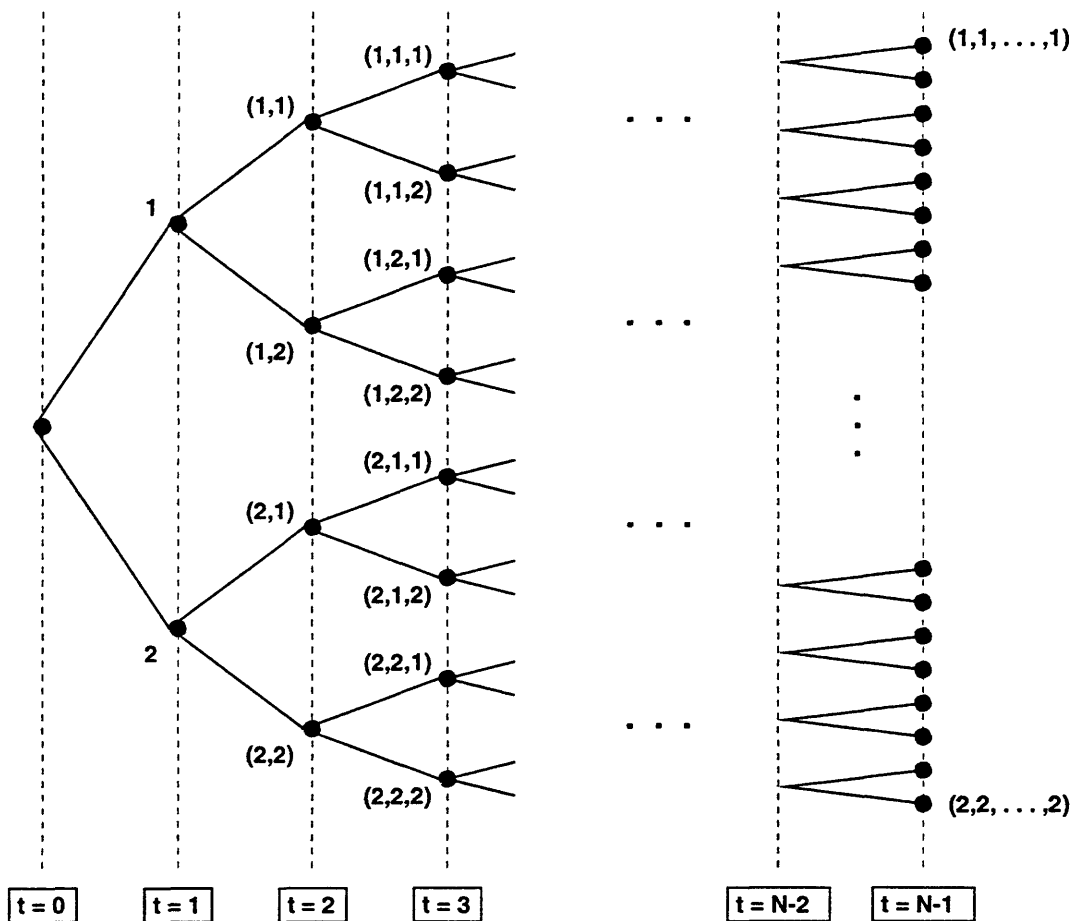 (1,1,1)
(1,1, . . . ,1)
(1,1)
. . .
(1,1,2)
1
(1,2,1)
(1,2)
. . .
(1,2,2)
(2,1,1)
(2,1)
. . .
(2,1,2)
2
(2,2,1)
(2,2)
. . .
(2,2,2)
(2,2, . . . ,2)
t = 0
t = 1
t = 2
t = 3
t = N-2
t = N-1